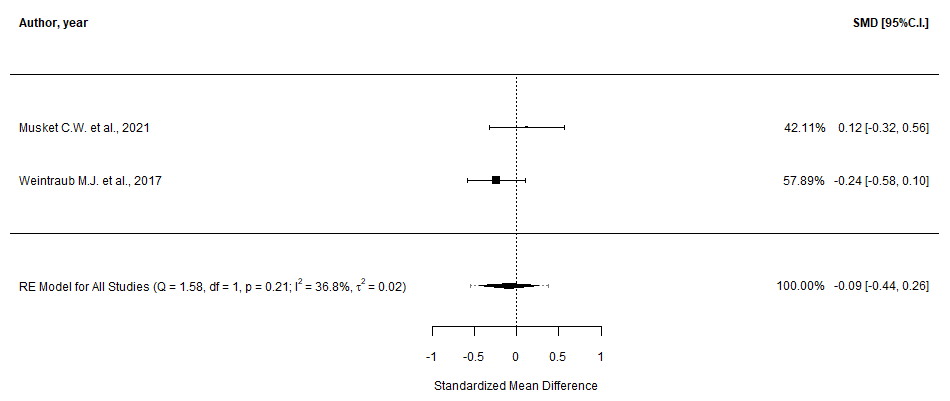 Author, year SMD [95%C.I.]
Musket C.W. et al., 2021 42.11% 0.12 [-0.32, 0.56]
Weintraub M.J. et al., 2017 57.89% -0.24 [-0.58, 0.10]
RE Model for All Studies (Q = 1.58, df = 1, p = 0.21; I² = 36.8%, τ² = 0.02) 100.00% -0.09 [-0.44, 0.26]
-1 -0.5 0 0.5 1
Standardized Mean Difference